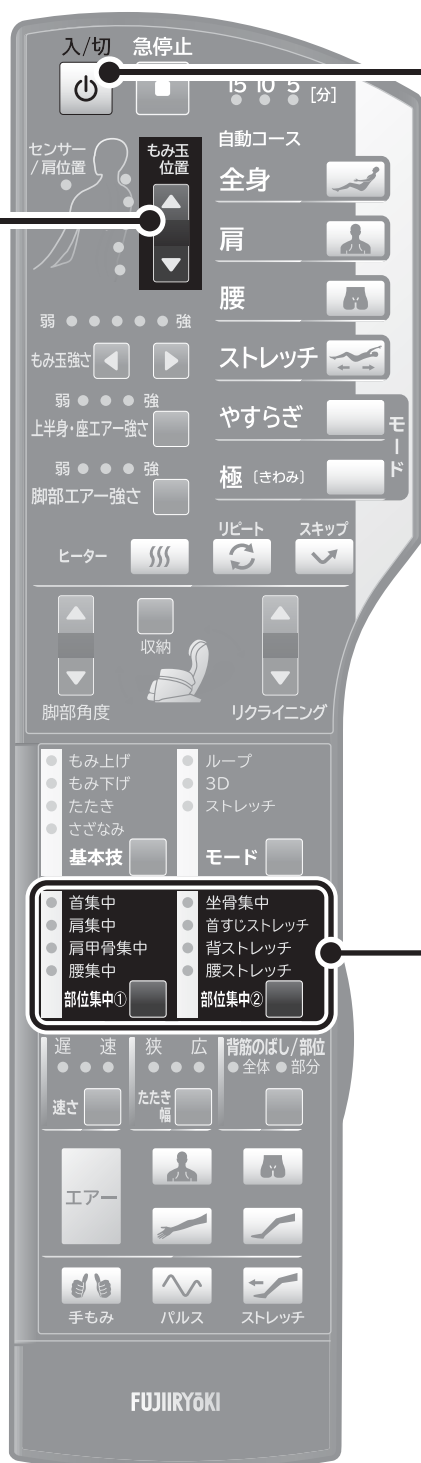 入/切 急停止
15 10 5 [分]
センサー
/肩位置
もみ玉
位置
自動コース
全身
肩
腰
ストレッチ
やすらぎ
極 [きわみ]
モード
弱 強
もみ玉強さ
弱 強
上半身・座エアー強さ
弱 強
脚部エアー強さ
ヒーター
リピート
スキップ
収納
脚部角度
リクライニング
もみ上げ
もみ下げ
たたき
さざなみ
基本技
ループ
3D
ストレッチ
モード
首集中
肩集中
肩甲骨集中
腰集中
部位集中①
坐骨集中
首すじストレッチ
背ストレッチ
腰ストレッチ
部位集中②
遅 速
速さ
狭 広
たたき
幅
背筋のばし/部位
全体 部分
エアー
手もみ
パルス
ストレッチ
FUJIIRYōKI